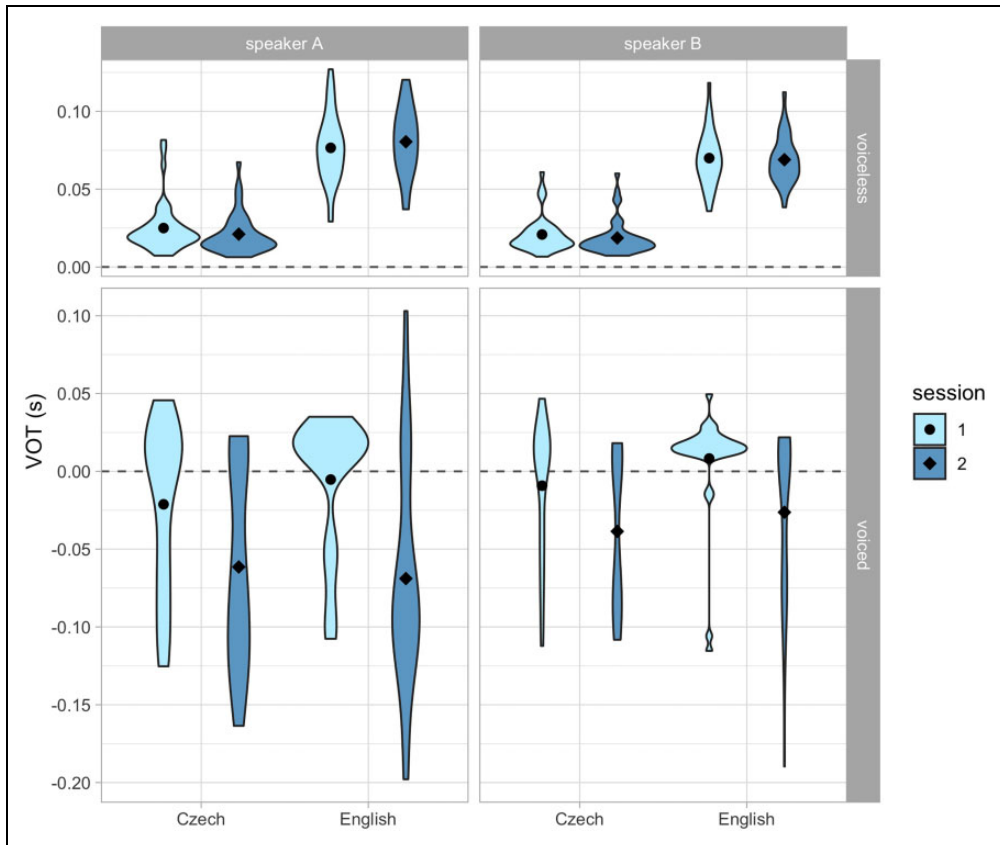 speaker A
speaker B
0.10
0.05
0.00
voiceless
0.10
0.05
0.00
-0.05
-0.10
-0.15
-0.20
voiced
VOT (s)
Czech
English
Czech
English
session
1
2